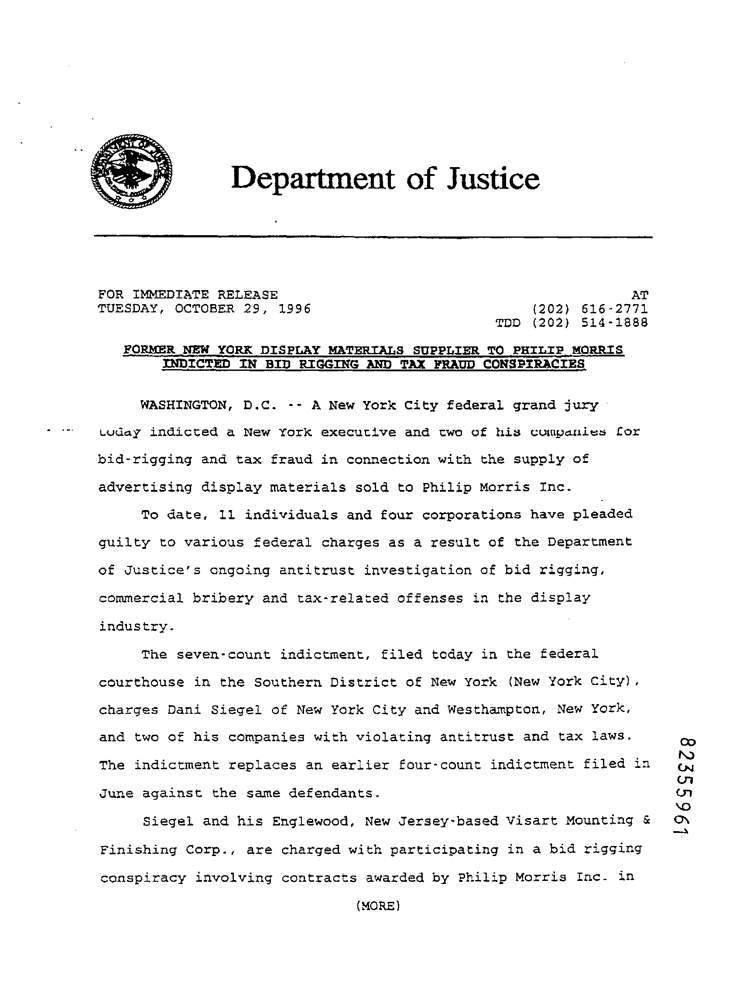 Department of Justice
FOR IMMEDIATE RELEASE AT
TUESDAY, OCTOBER 29, 1996 (202) 616-2771
TDD (202) 514-1888
FORMER NEW YORK DISPLAY MATERIALS SUPPLIER TO PHILIP MORRIS
INDICTED IN BID RIGGING AND TAX FRAUD CONSPIRACIES
WASHINGTON, D.C. -- A New York City federal grand jury
today indicted a New York executive and two of his companies for
bid-rigging and tax fraud in connection with the supply of
advertising display materials sold to Philip Morris Inc.
To date, 11 individuals and four corporations have pleaded
guilty to various federal charges as a result of the Department
of Justice's ongoing antitrust investigation of bid rigging,
commercial bribery and tax-related offenses in the display
industry.
The seven-count indictment, filed today in the federal
courthouse in the Southern District of New York (New York City),
charges Dani Siegel of New York City and Westhampton, New York,
and two of his companies with violating antitrust and tax laws.
The indictment replaces an earlier four-count indictment filed in
June against the same defendants.
Siegel and his Englewood, New Jersey-based Visart Mounting &
Finishing Corp., are charged with participating in a bid rigging
conspiracy involving contracts awarded by Philip Morris Inc. in
(MORE)
82355961